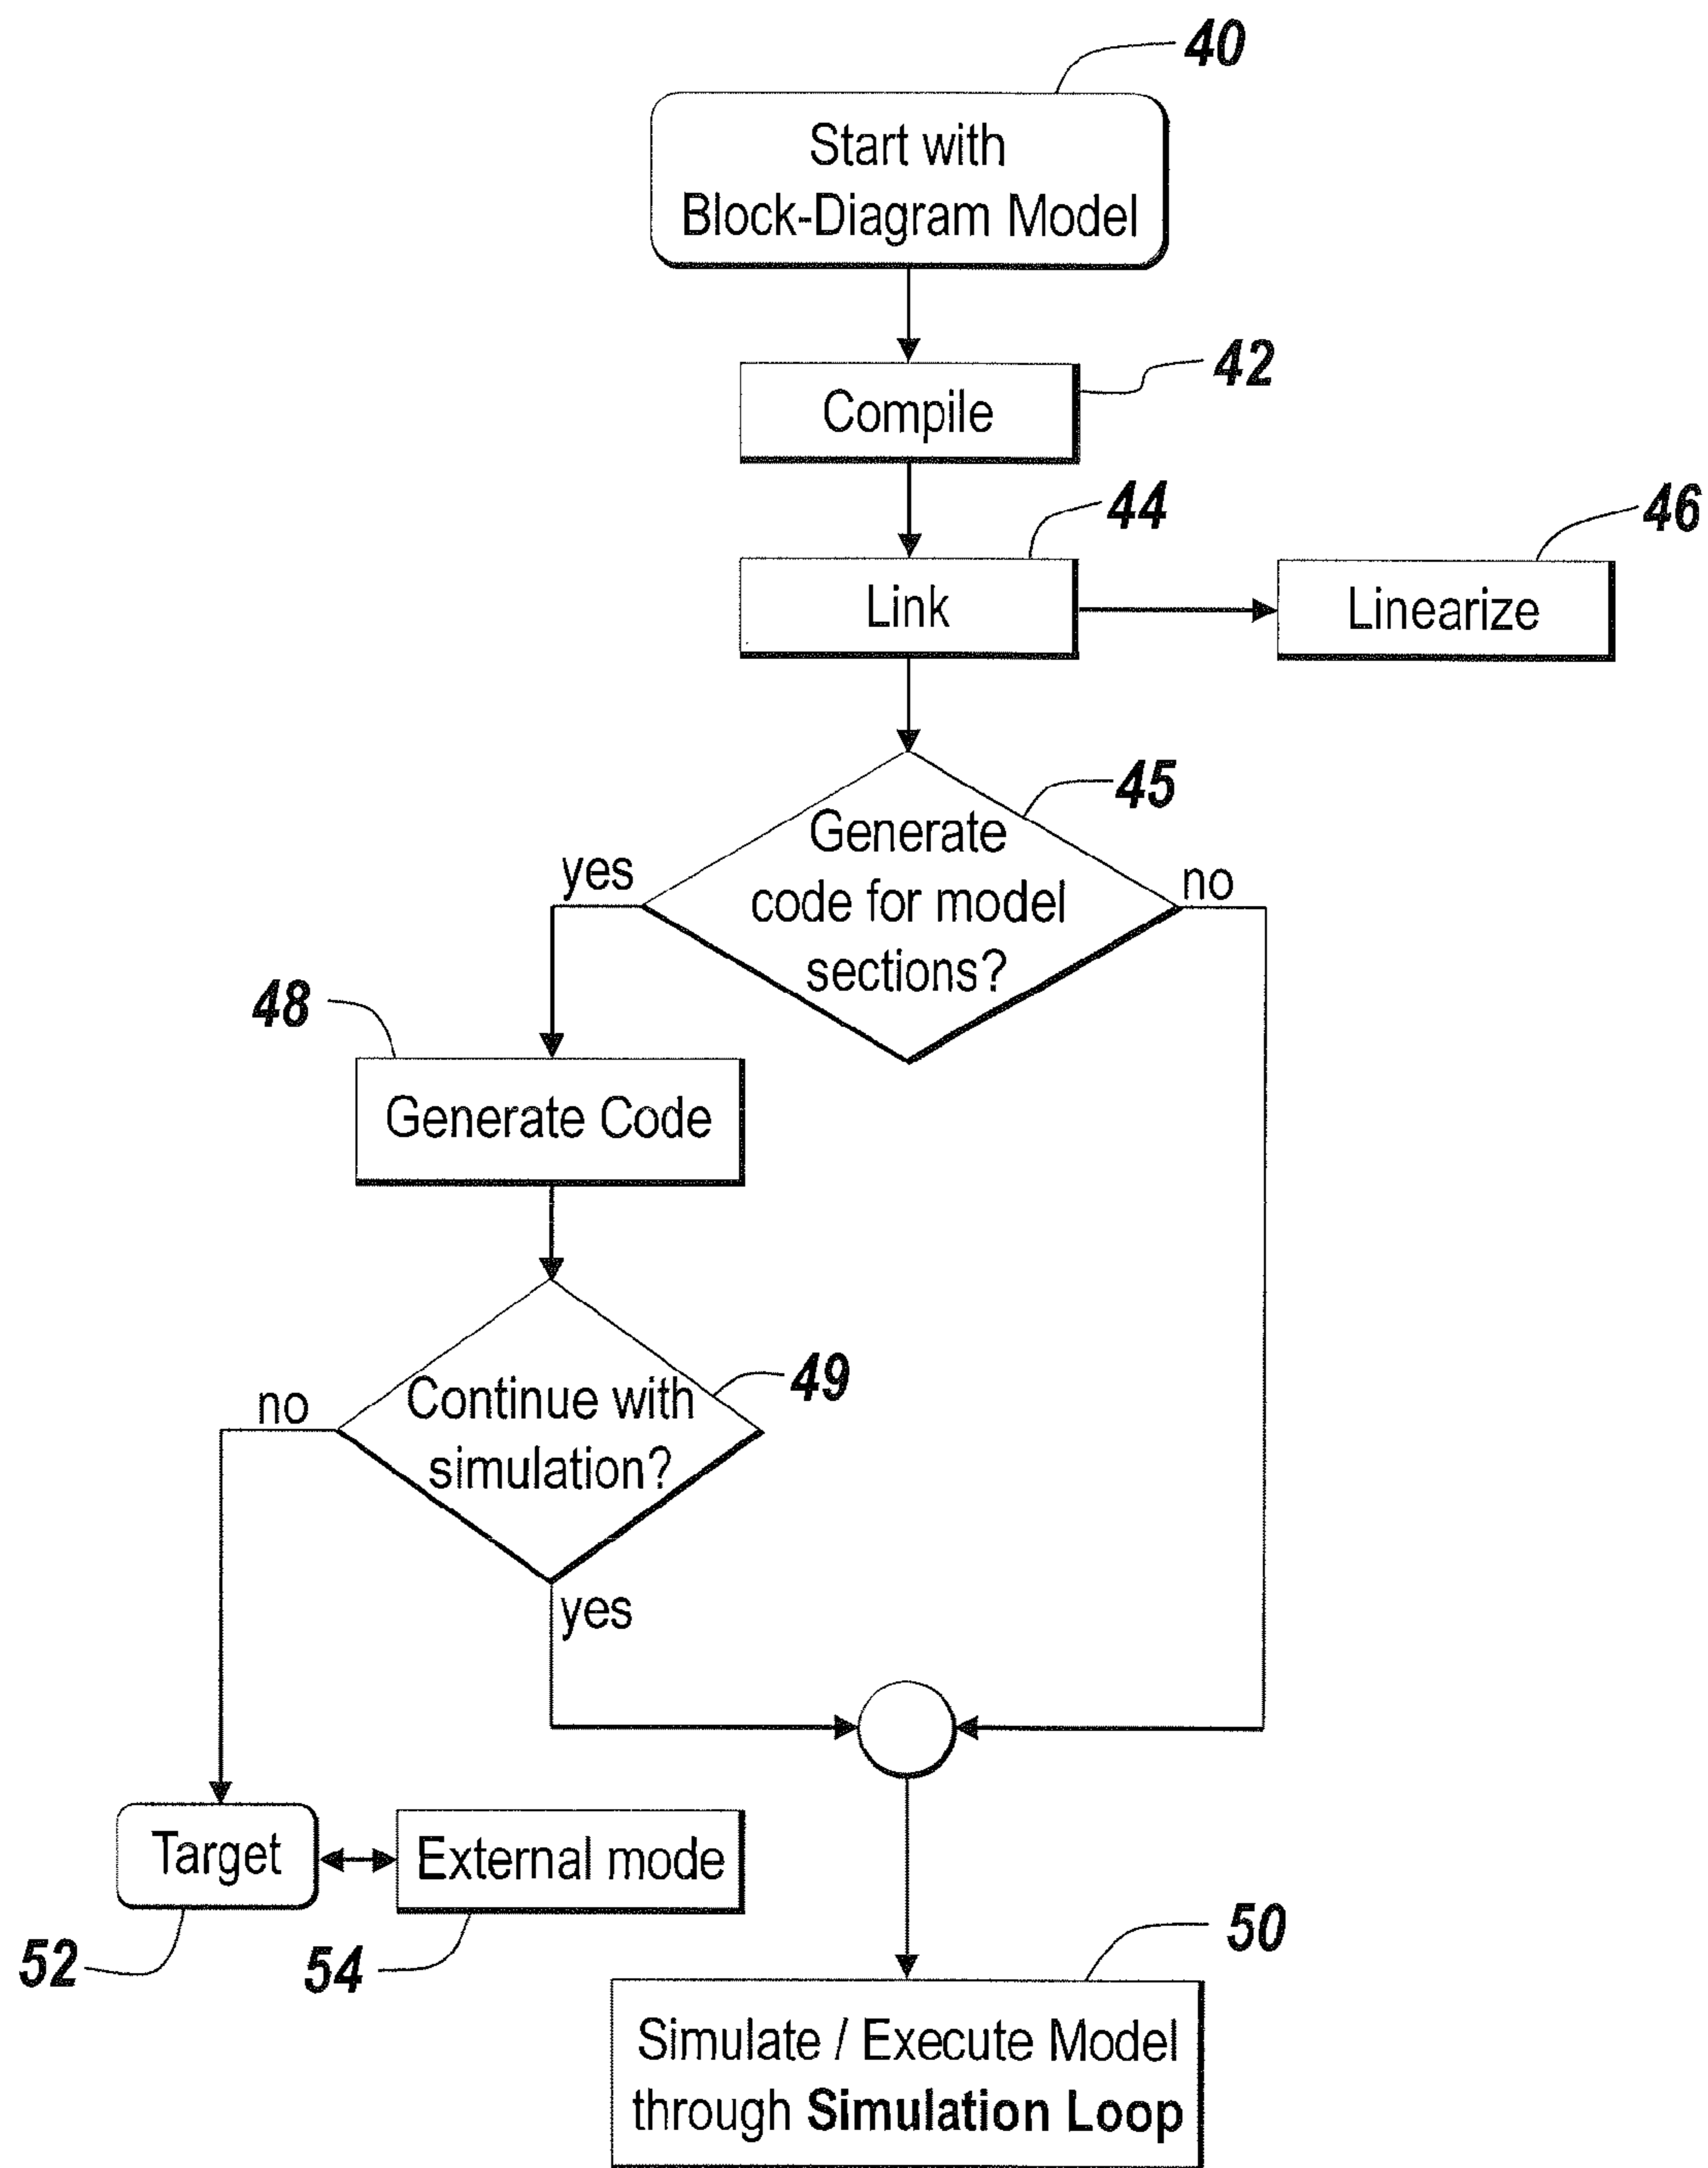 40
Start with
Block-Diagram Model
42
Compile
44
46
Link
Linearize
45
Generate
code for model
sections?
yes
no
48
Generate Code
49
Continue with
simulation?
no
yes
Target
External mode
52
54
50
Simulate / Execute Model
through Simulation Loop